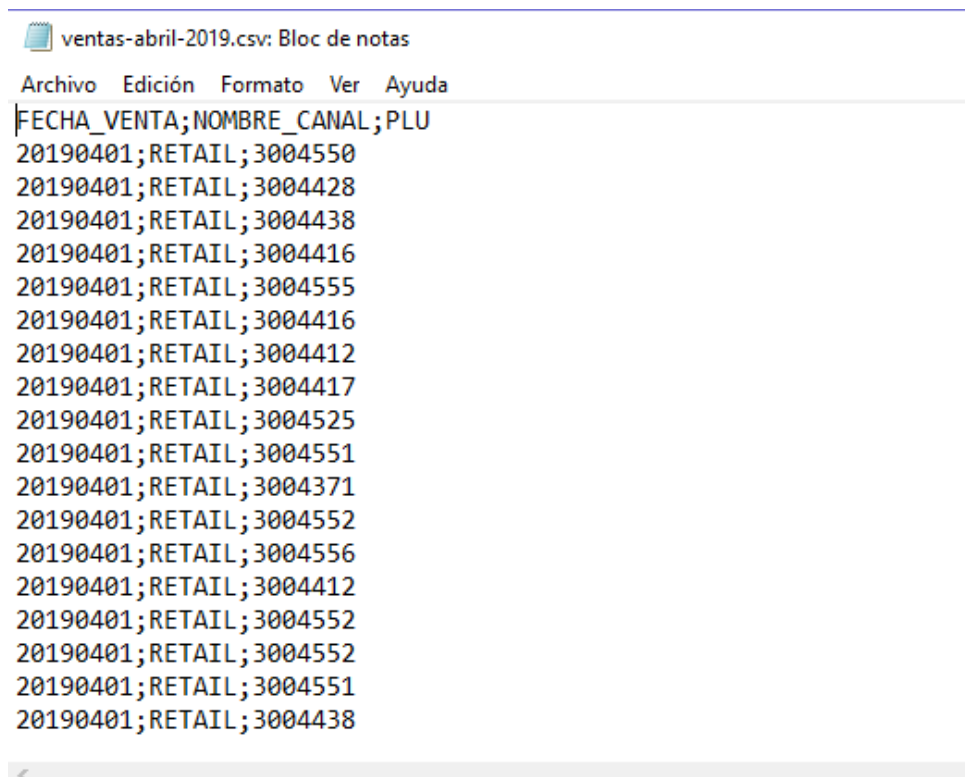 ventas-abril-2019.csv: Bloc de notas
Archivo Edición Formato Ver Ayuda
FECHA_VENTA;NOMBRE_CANAL;PLU
20190401;RETAIL;3004550
20190401;RETAIL;3004428
20190401;RETAIL;3004438
20190401;RETAIL;3004416
20190401;RETAIL;3004555
20190401;RETAIL;3004416
20190401;RETAIL;3004412
20190401;RETAIL;3004417
20190401;RETAIL;3004525
20190401;RETAIL;3004551
20190401;RETAIL;3004371
20190401;RETAIL;3004552
20190401;RETAIL;3004556
20190401;RETAIL;3004412
20190401;RETAIL;3004552
20190401;RETAIL;3004552
20190401;RETAIL;3004551
20190401;RETAIL;3004438